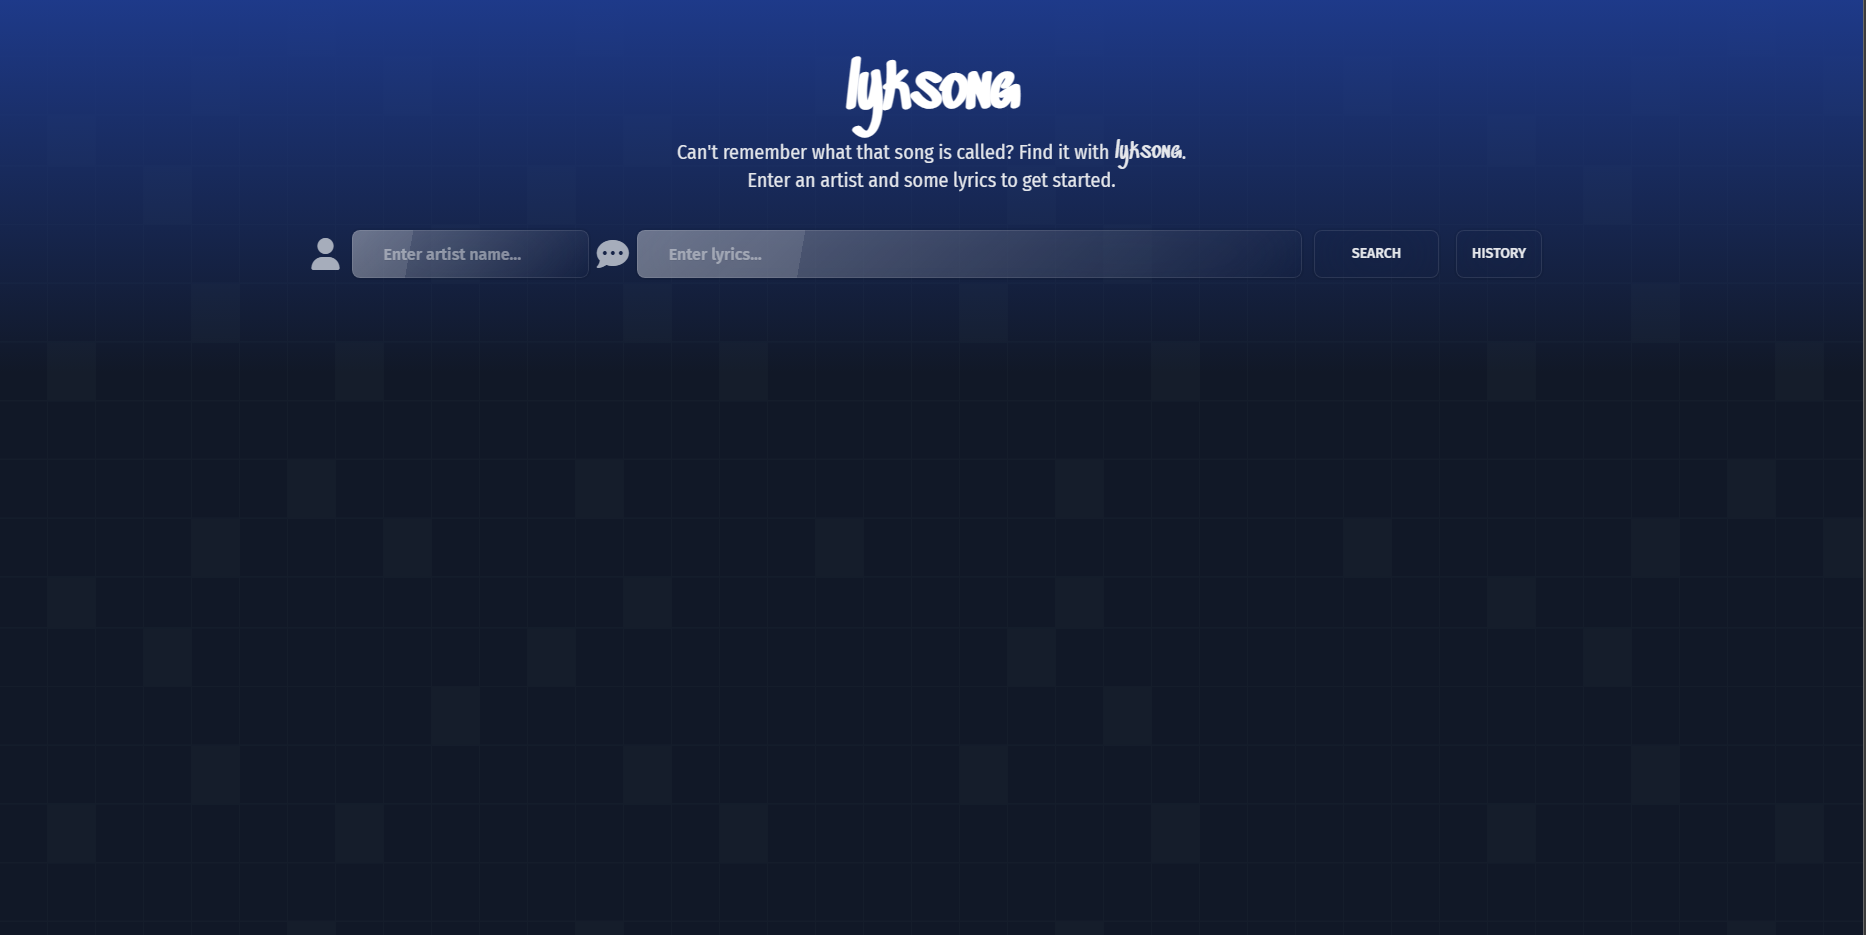 lyksong
Can't remember what that song is called? Find it with lyksong.
Enter an artist and some lyrics to get started.
Enter artist name... Enter lyrics... SEARCH HISTORY